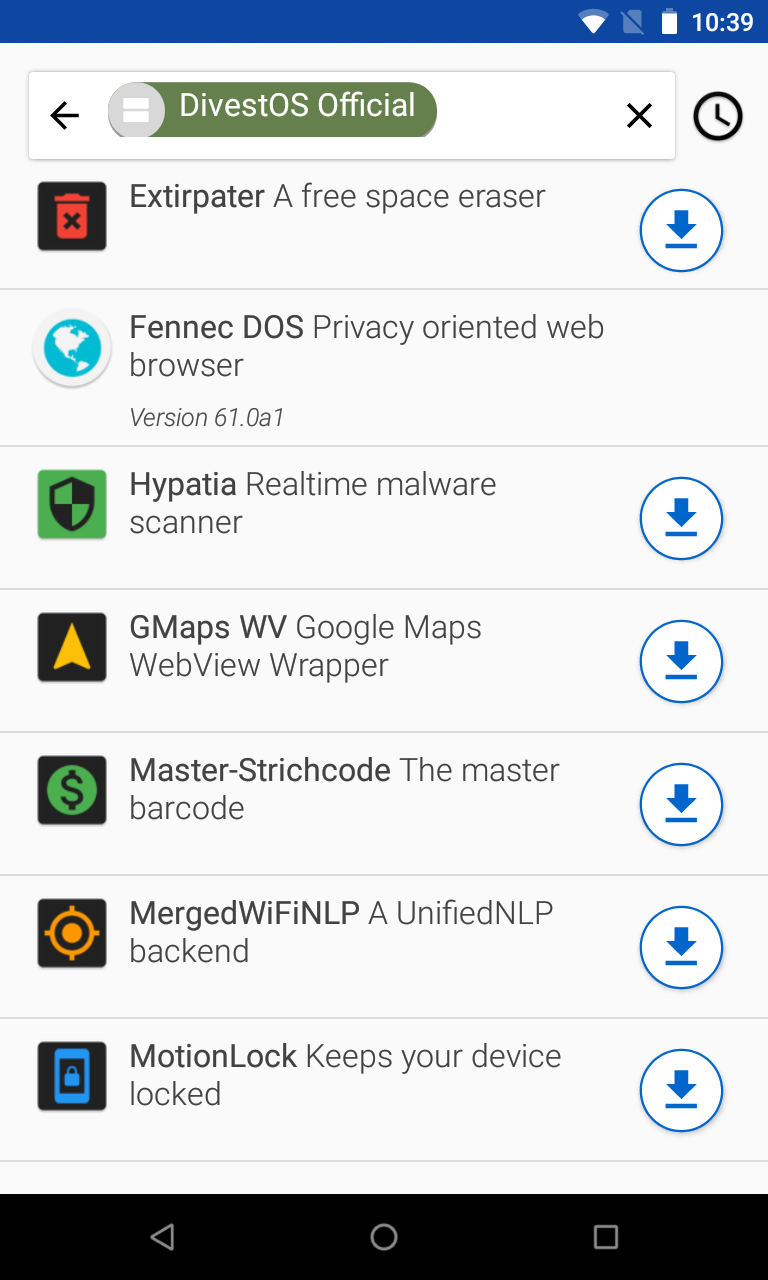 10:39
DivestOS Official
Extirpater A free space eraser
Fennec DOS Privacy oriented web
browser
Version 61.0a1
Hypatia Realtime malware
scanner
GMaps WV Google Maps
WebView Wrapper
Master-Strichcode The master
barcode
MergedWiFiNLP A UnifiedNLP
backend
MotionLock Keeps your device
locked